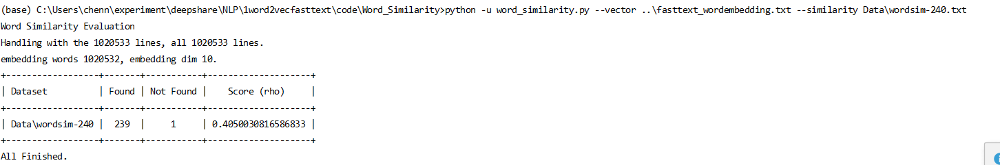 (base) C:\Users\chenn\experiment\deepshare\NLP\1word2vecfasttext\code\Word_Similarity>python -u word_similarity.py --vector ..\fasttext_wordembedding.txt --similarity Data\wordsim-240.txt
Word Similarity Evaluation
Handling with the 1020533 lines, all 1020533 lines.
embedding words 1020532, embedding dim 10.
+------------------+-------+-----------+--------------------+
| Dataset          | Found | Not Found |    Score (rho)     |
+------------------+-------+-----------+--------------------+
| Data\wordsim-240 |  239  |     1     | 0.4050030816586833 |
+------------------+-------+-----------+--------------------+
All Finished.